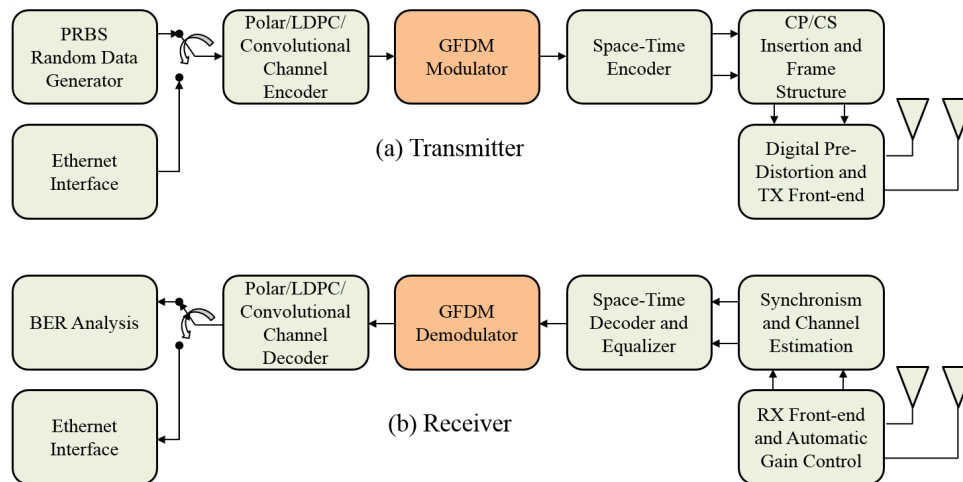 PRBS
Random Data
Generator
Polar/LDPC/
Convolutional
Channel
Encoder
GFDM
Modulator
Space-Time
Encoder
CP/CS
Insertion and
Frame
Structure
Ethernet
Interface
(a) Transmitter
Digital Pre-
Distortion and
TX Front-end
BER Analysis
Polar/LDPC/
Convolutional
Channel
Decoder
GFDM
Demodulator
Space-Time
Decoder and
Equalizer
Synchronism
and Channel
Estimation
Ethernet
Interface
(b) Receiver
RX Front-end
and Automatic
Gain Control